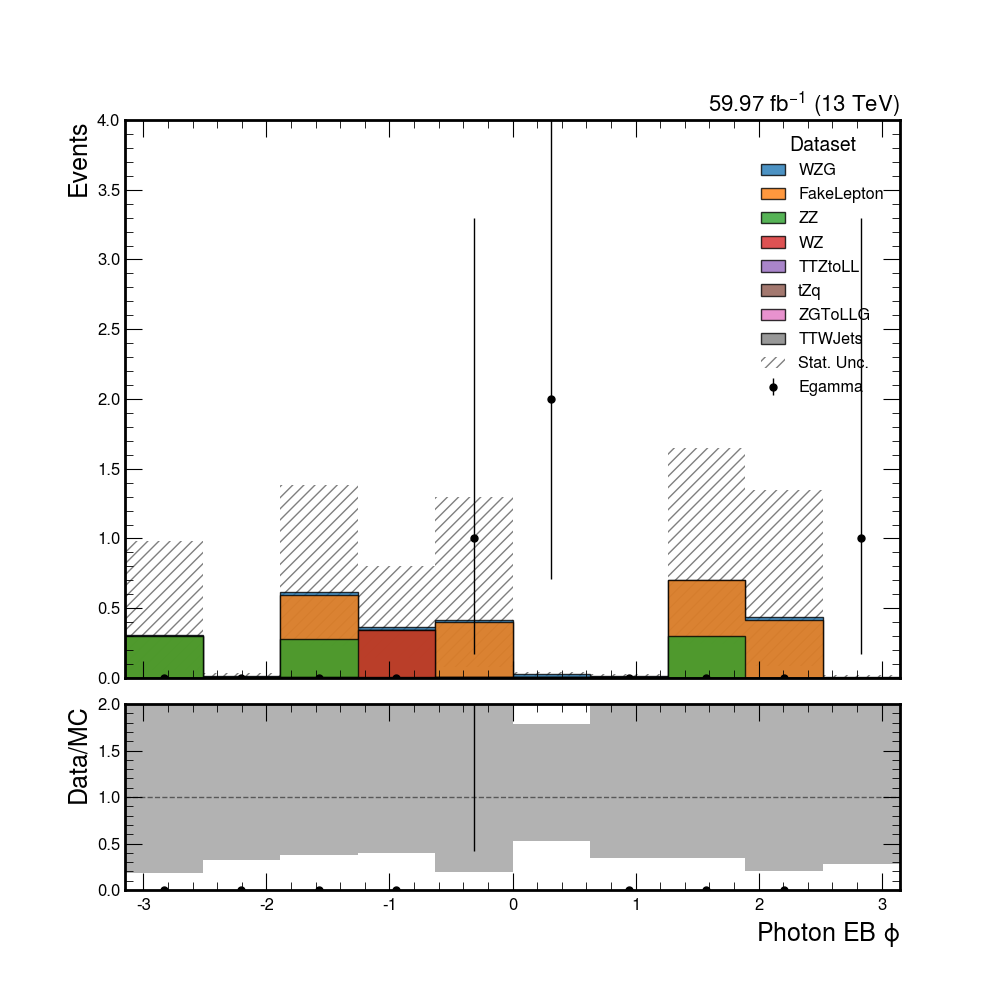 59.97 fb⁻¹ (13 TeV)
Events
4.0
3.5
3.0
2.5
2.0
1.5
1.0
0.5
0.0
Dataset
WZG
FakeLepton
ZZ
WZ
TTZtoLL
tZq
ZGToLLG
TTWJets
Stat. Unc.
Egamma
Data/MC
2.0
1.5
1.0
0.5
0.0
-3 -2 -1 0 1 2 3
Photon EB ϕ